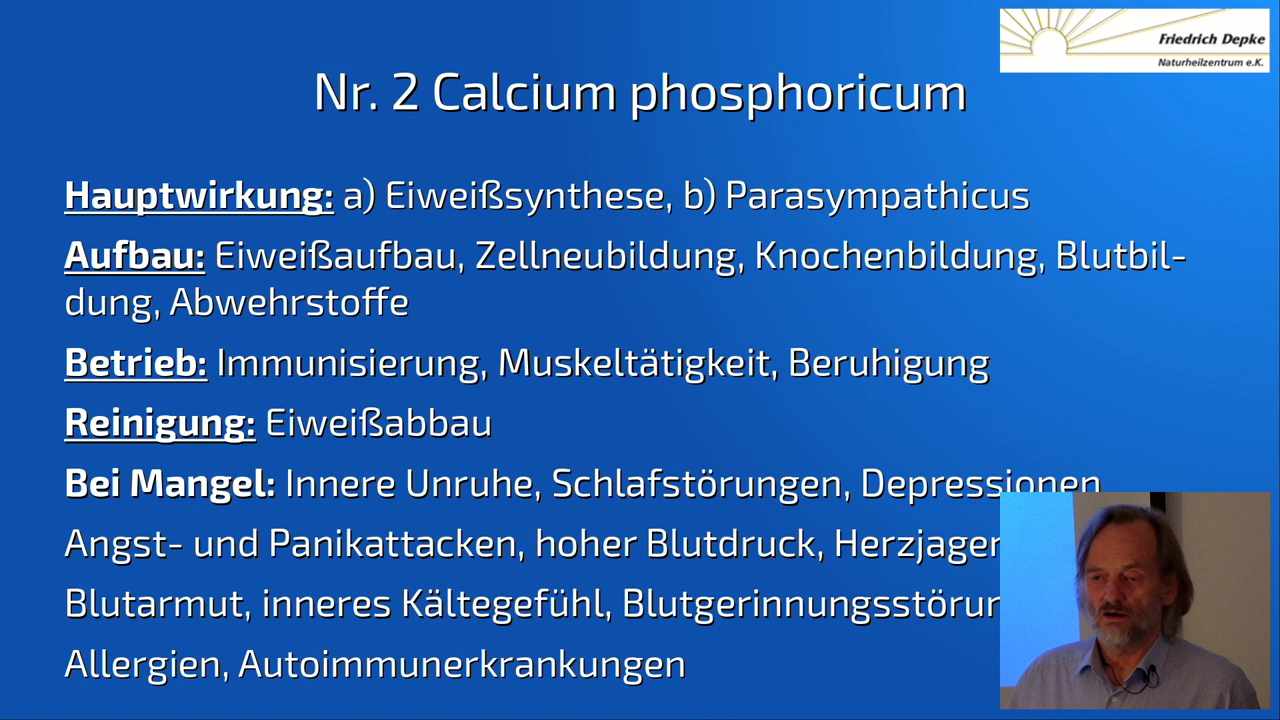 Friedrich Depke
Naturheilzentrum e.K.
Nr. 2 Calcium phosphoricum
Hauptwirkung: a) Eiweißsynthese, b) Parasympathicus
Aufbau: Eiweißaufbau, Zellneubildung, Knochenbildung, Blutbil-
dung, Abwehrstoffe
Betrieb: Immunisierung, Muskeltätigkeit, Beruhigung
Reinigung: Eiweißabbau
Bei Mangel: Innere Unruhe, Schlafstörungen, Depressionen
Angst- und Panikattacken, hoher Blutdruck,
Blutarmut, inneres Kältegefühl,
Allergien, Autoimmunerkrankungen